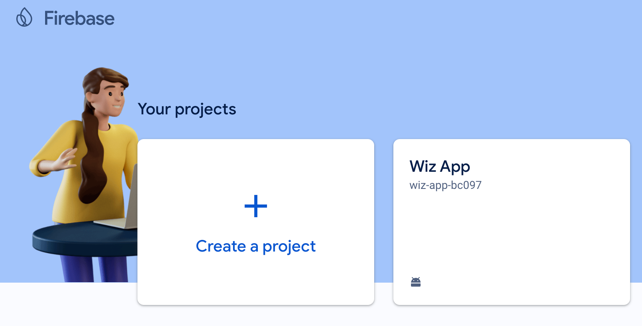 Firebase
Your projects
Create a project
Wiz App
wiz-app-bc097